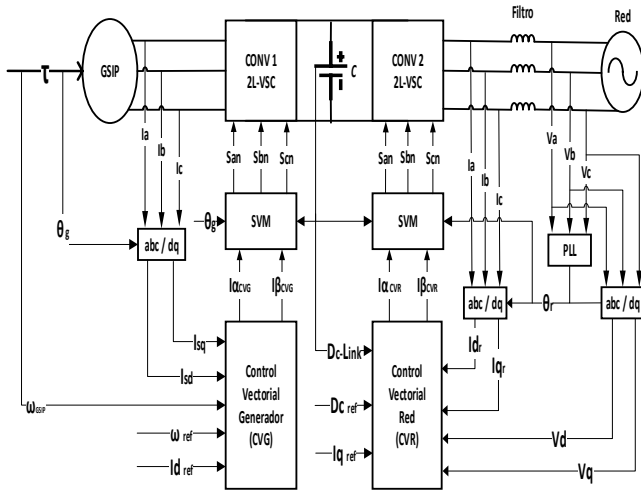 Filtro
Red
τ
GSIP
CONV 1
2L-VSC
C
CONV 2
2L-VSC
Ia
Ib
Ic
San
Sbn
Scn
San
Sbn
Scn
Ia
Ib
Ic
Va
Vb
Vc
θg
abc / dq
θg
SVM
SVM
PLL
IαCVG
IβCVG
IαCVR
IβCVR
abc / dq
θr
abc / dq
Isq
Isd
ωGSIP
ω ref
Id ref
Control
Vectorial
Generador
(CVG)
Dc-Link
Dc ref
Iq ref
Control
Vectorial
Red
(CVR)
Idr
Iqr
Vd
Vq